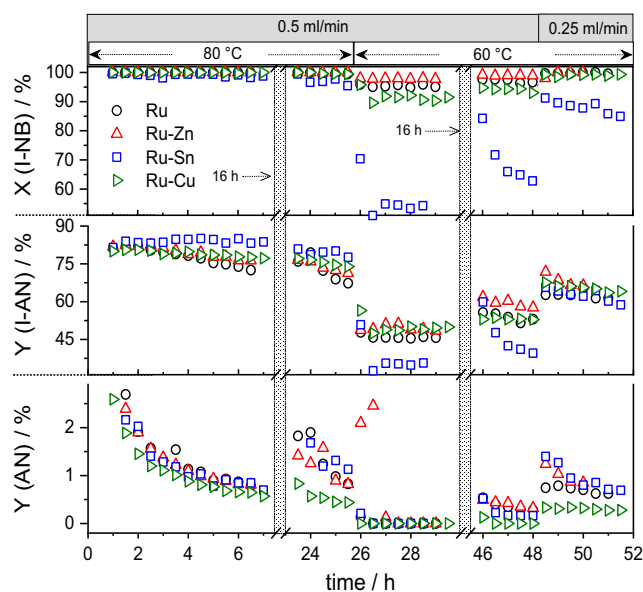 0.5 ml/min 0.25 ml/min
80 °C 60 °C
X (I-NB) / %
100
90
80
70
60
Ru
Ru-Zn
Ru-Sn
Ru-Cu
16 h
16 h
Y (I-AN) / %
90
75
60
45
Y (AN) / %
2
1
0
0 2 4 6 24 26 28 30 46 48 50 52
time / h